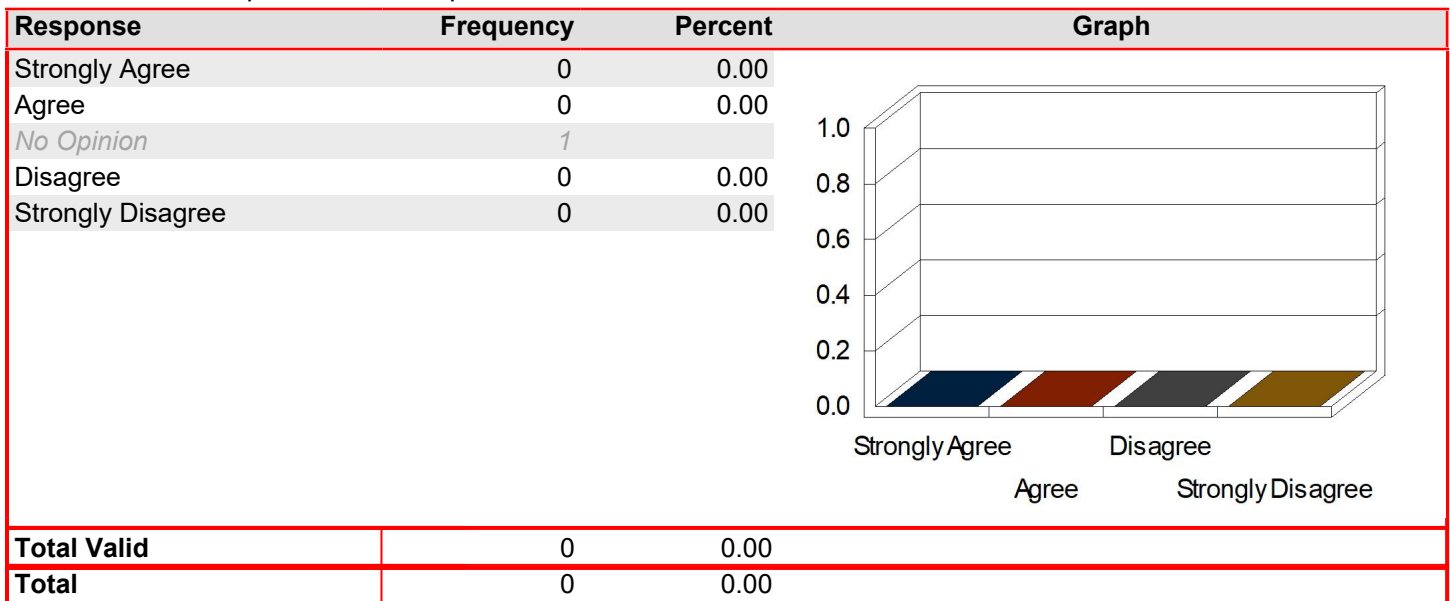 Response Frequency Percent Graph
Strongly Agree 0 0.00
Agree 0 0.00
No Opinion 1
Disagree 0 0.00
Strongly Disagree 0 0.00
1.0
0.8
0.6
0.4
0.2
0.0
Strongly Agree Disagree
Agree Strongly Disagree
Total Valid 0 0.00
Total 0 0.00